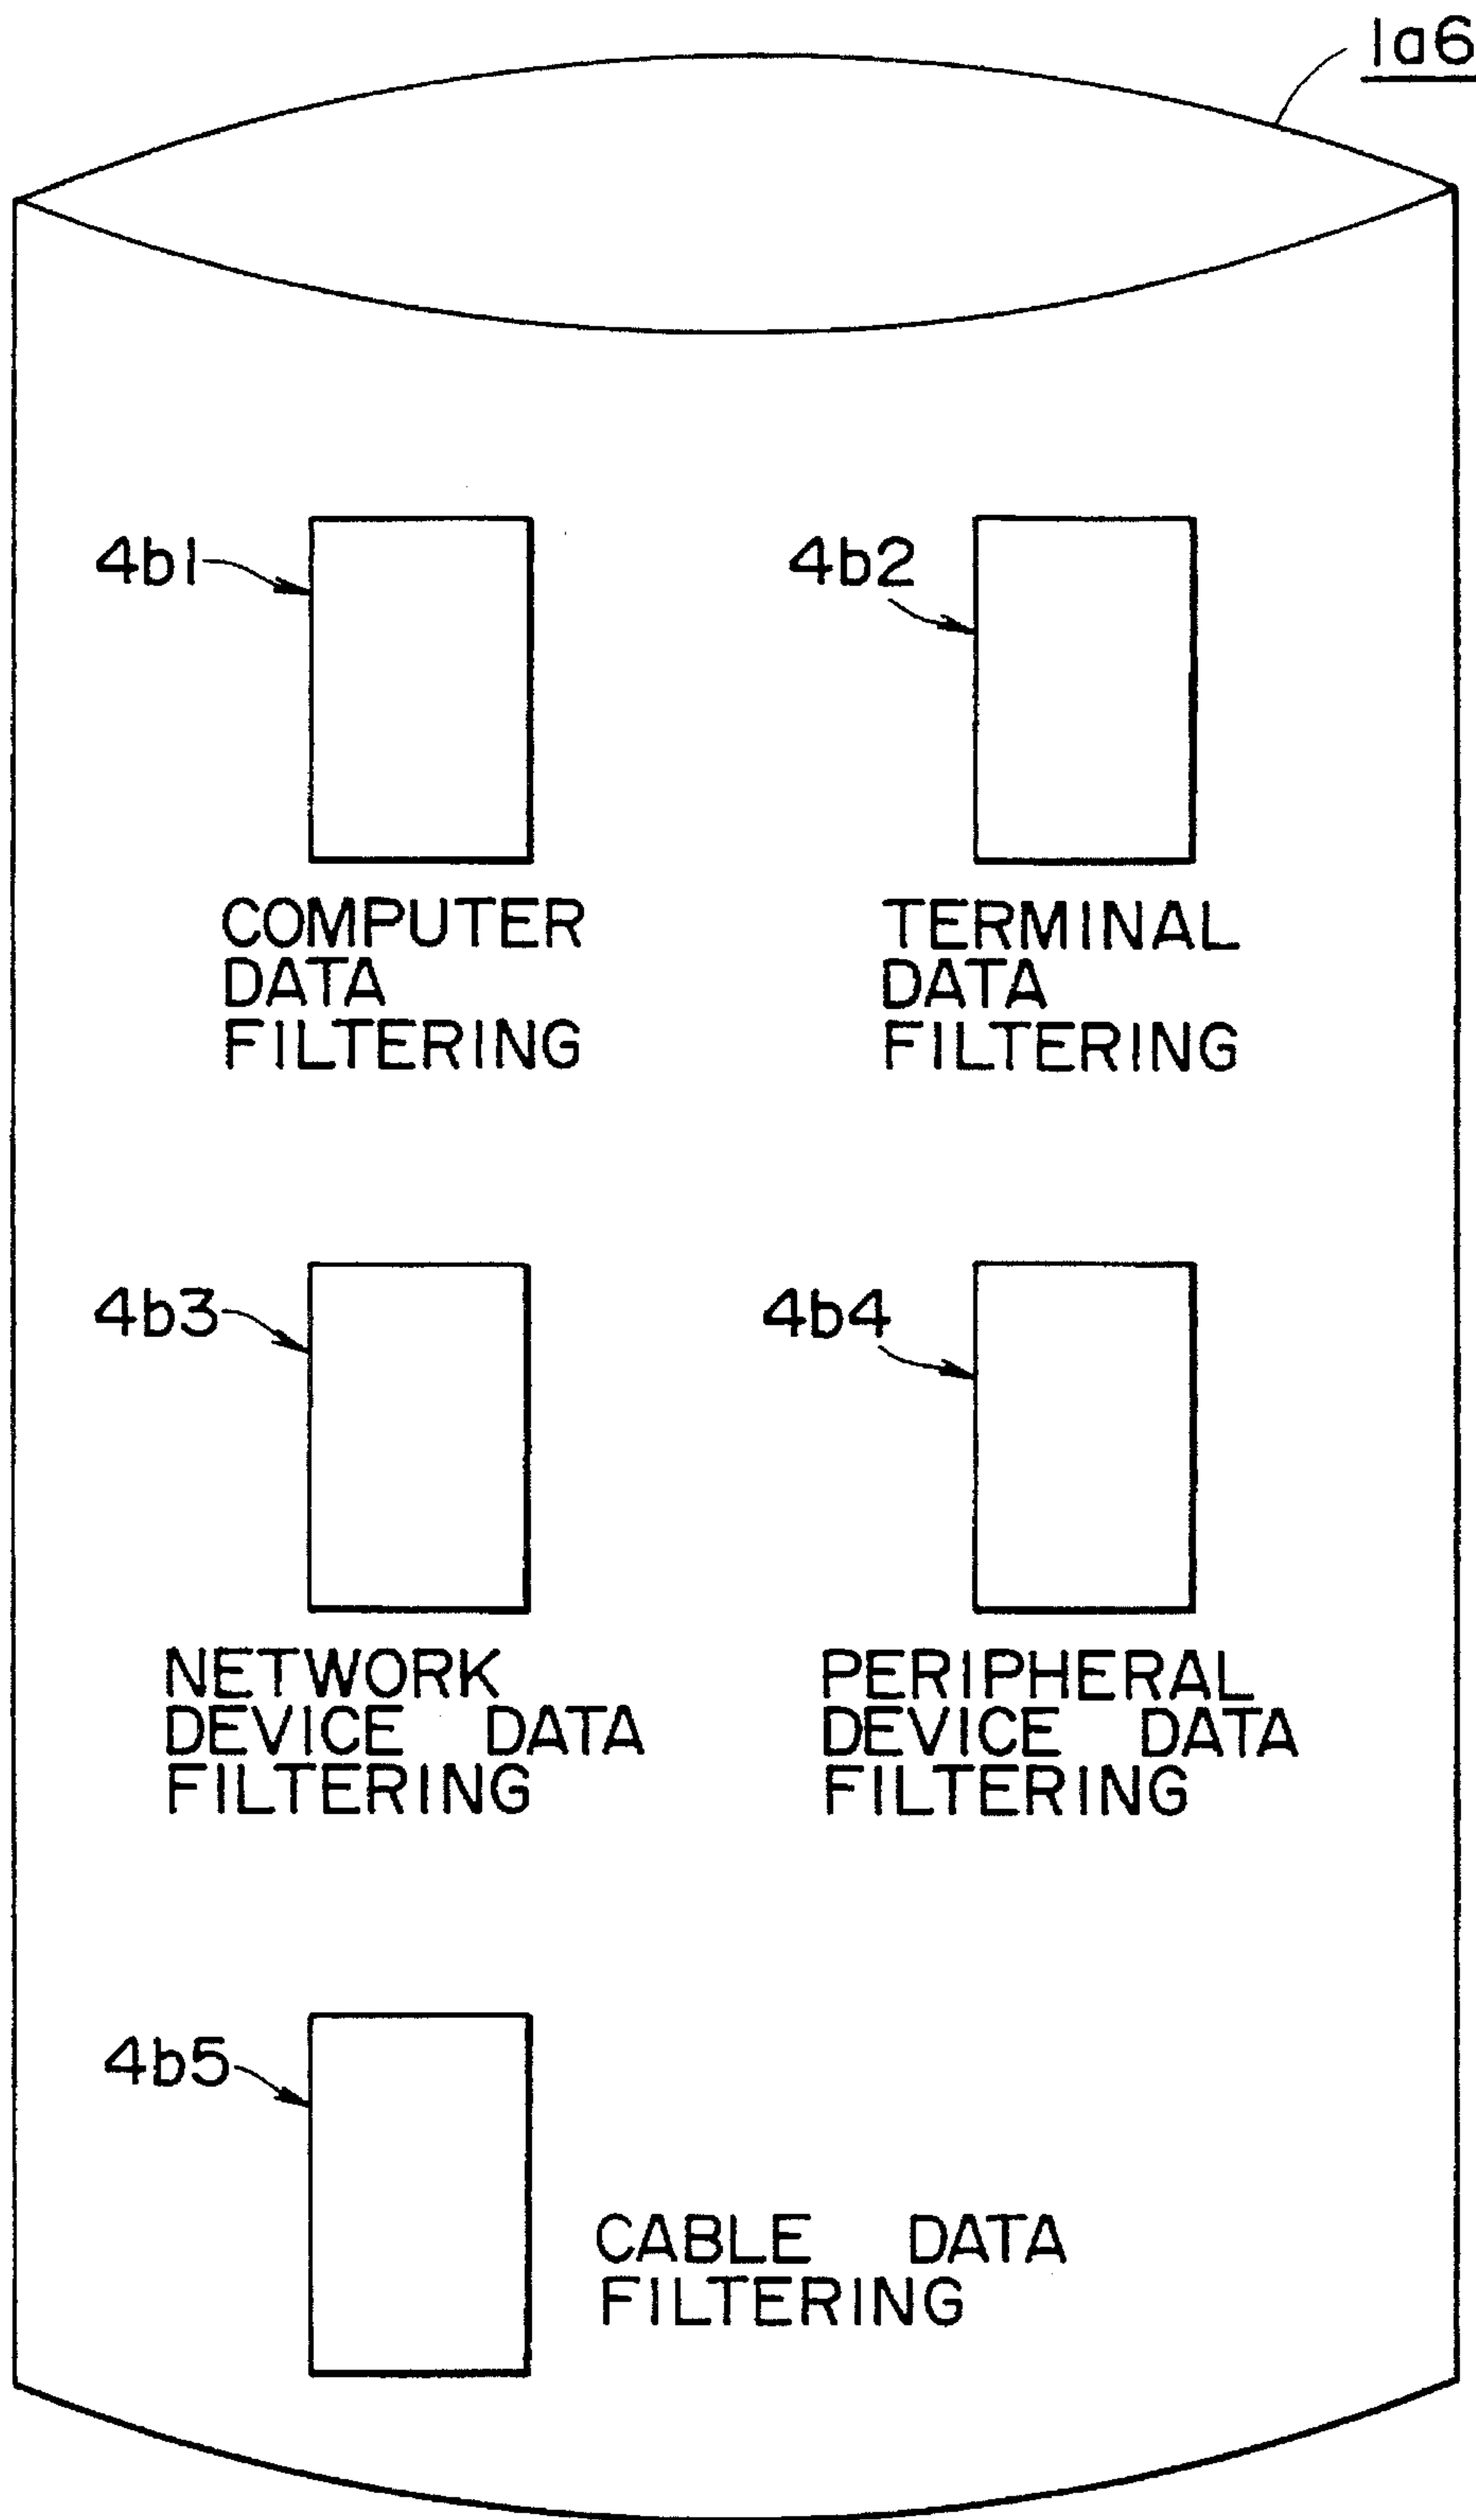 1a6
4b1
4b2
COMPUTER
DATA
FILTERING
TERMINAL
DATA
FILTERING
4b3
4b4
NETWORK
DEVICE DATA
FILTERING
PERIPHERAL
DEVICE DATA
FILTERING
4b5
CABLE DATA
FILTERING